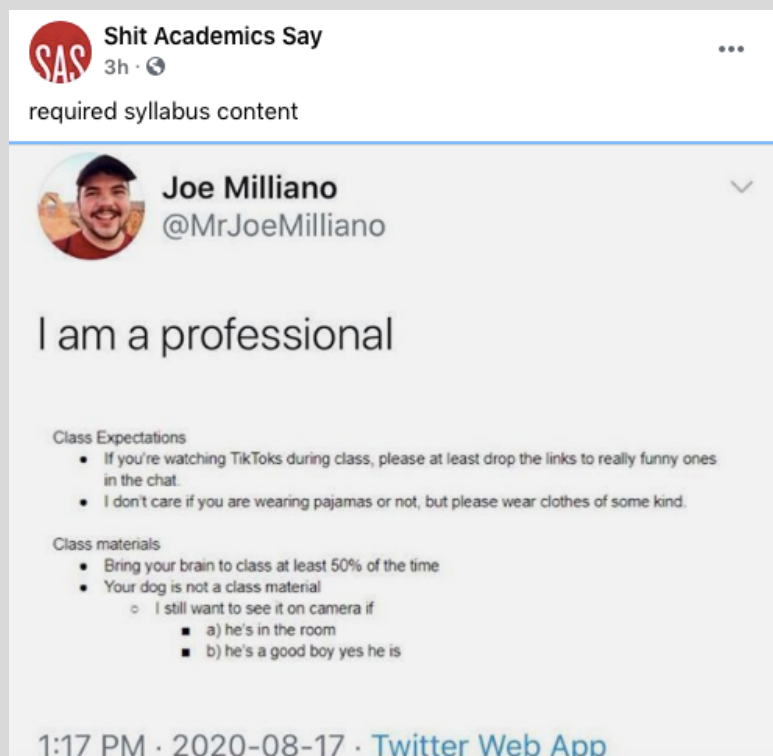 SAS
Shit Academics Say
3h ·
required syllabus content
Joe Milliano
@MrJoeMilliano
I am a professional
Class Expectations
• If you're watching TikToks during class, please at least drop the links to really funny ones
in the chat.
• I don't care if you are wearing pajamas or not, but please wear clothes of some kind.
Class materials
• Bring your brain to class at least 50% of the time
• Your dog is not a class material
○ I still want to see it on camera if
■ a) he's in the room
■ b) he's a good boy yes he is
1:17 PM · 2020-08-17 · Twitter Web App